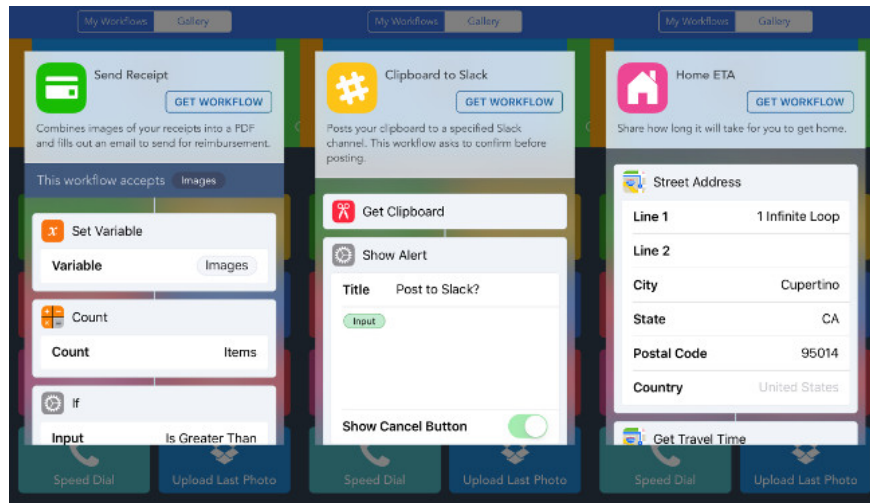 My Workflows
Gallery
Send Receipt
GET WORKFLOW
Combines images of your receipts into a PDF
and fills out an email to send for reimbursement.
This workflow accepts Images
Set Variable
Variable Images
Count
Count Items
If
Input Is Greater Than
Speed Dial
Upload Last Photo
My Workflows
Gallery
Clipboard to Slack
GET WORKFLOW
Posts your clipboard to a specified Slack
channel. This workflow asks to confirm before
posting.
Get Clipboard
Show Alert
Title Post to Slack?
Input
Show Cancel Button
Speed Dial
Upload Last Photo
My Workflows
Gallery
Home ETA
GET WORKFLOW
Share how long it will take for you to get home.
Street Address
Line 1 1 Infinite Loop
Line 2
City Cupertino
State CA
Postal Code 95014
Country United States
Get Travel Time
Speed Dial
Upload Last Photo